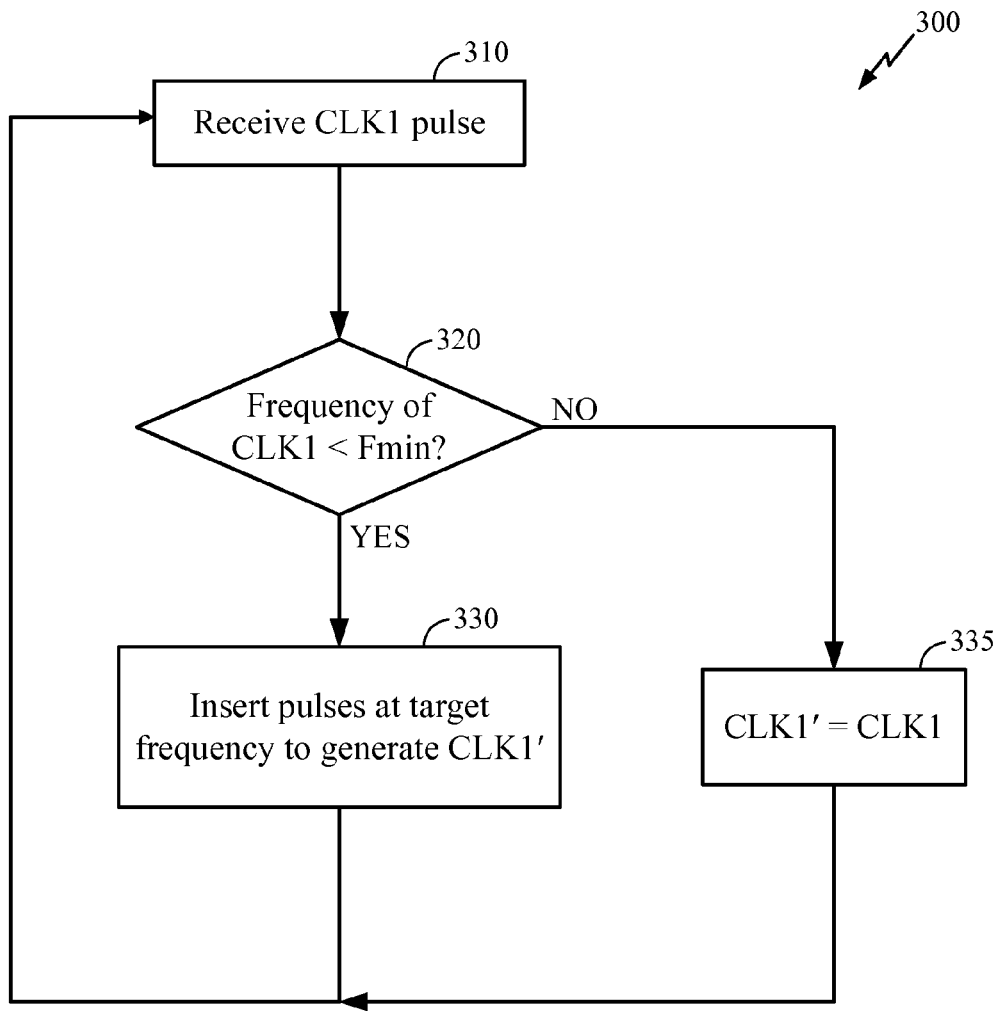 300
310
Receive CLK1 pulse
320
Frequency of
CLK1 < Fmin?
NO
YES
330
Insert pulses at target
frequency to generate CLK1′
335
CLK1′ = CLK1